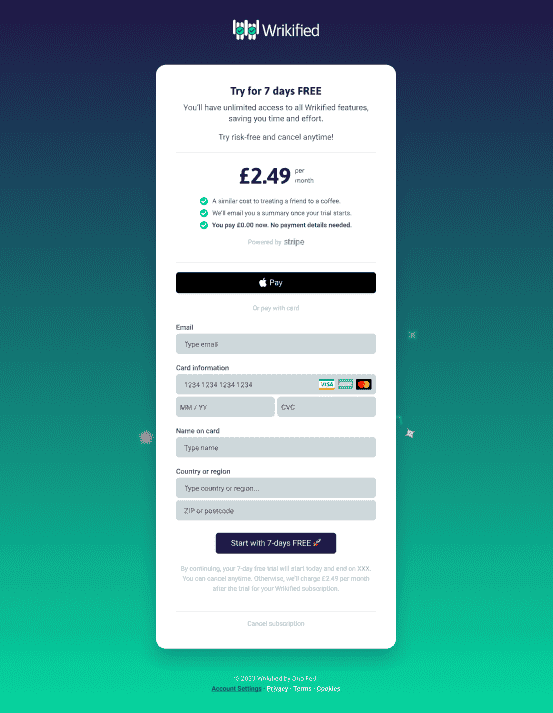 Wrikified
Try for 7 days FREE
You'll have unlimited access to all Wrikified features,
saving you time and effort.
Try risk-free and cancel anytime!
£2.49 per
month
A similar cost to treating a friend to a coffee.
We'll email you a summary once your trial starts.
You pay £0.00 now. No payment details needed.
Powered by stripe
Pay
Or pay with card
Email
Type email
Card information
1234 1234 1234 1234
VISA
MM / YY
CVC
Name on card
Type name
Country or region
Type country or region...
ZIP or postcode
Start with 7-days FREE 🚀
By continuing, your 7-day free trial will start today and end on XXX.
You can cancel anytime. Otherwise, we'll charge £2.49 per month
after the trial for your Wrikified subscription.
Cancel subscription
Wrikified by
Account Settings · Privacy · Terms · Cookies